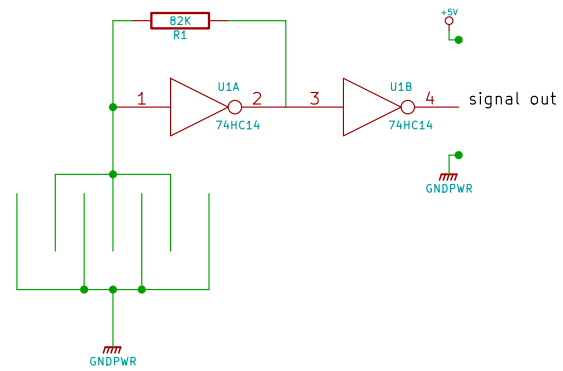 82K
R1
+5V
U1A
U1B
1
2
3
4
signal out
74HC14
74HC14
GNDPWR
GNDPWR